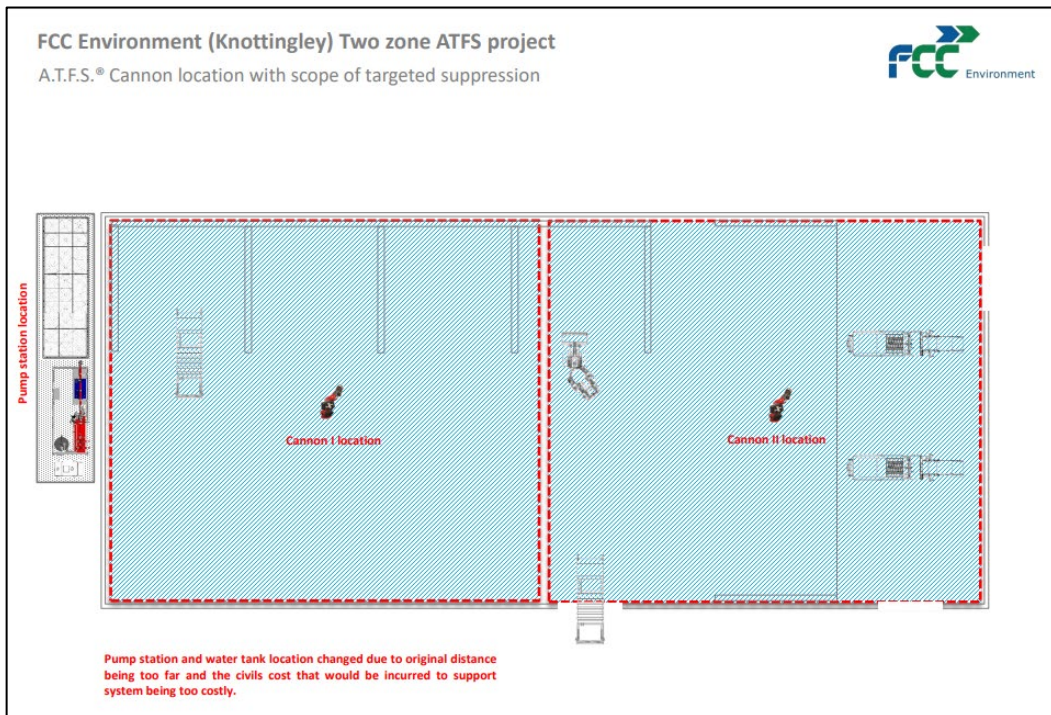 FCC Environment (Knottingley) Two zone ATFS project
A.T.F.S.® Cannon location with scope of targeted suppression
FCC
Environment
Pump station location
Cannon I location
Cannon II location
Pump station and water tank location changed due to original distance
being too far and the civils cost that would be incurred to support
system being too costly.